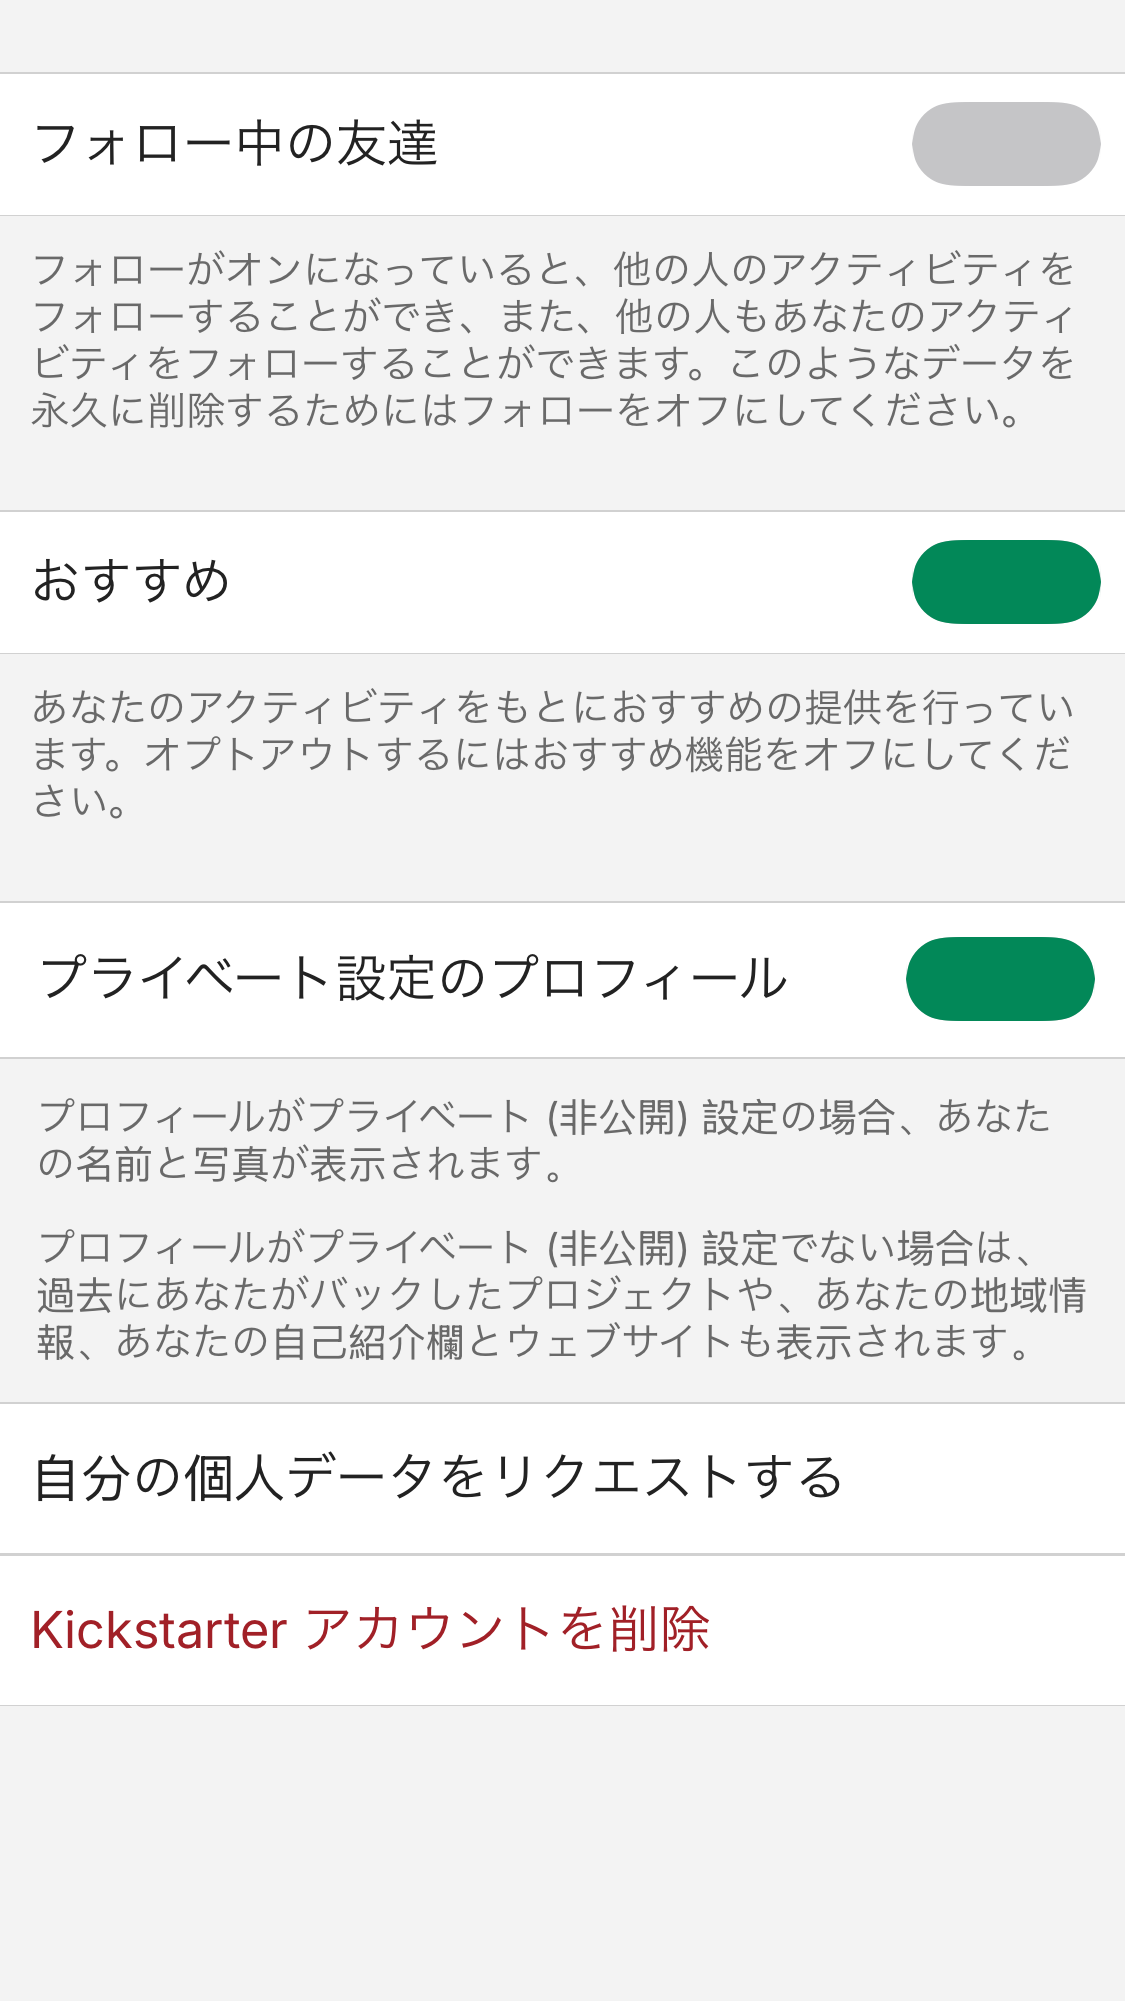 フォロー中の友達
フォローがオンになっていると、他の人のアクティビティを
フォローすることができ、また、他の人もあなたのアクティ
ビティをフォローすることができます。このようなデータを
永久に削除するためにはフォローをオフにしてください。
おすすめ
あなたのアクティビティをもとにおすすめの提供を行ってい
ます。オプトアウトするにはおすすめ機能をオフにしてくだ
さい。
プライベート設定のプロフィール
プロフィールがプライベート (非公開) 設定の場合、あなた
の名前と写真が表示されます。
プロフィールがプライベート (非公開) 設定でない場合は、
過去にあなたがバックしたプロジェクトや、あなたの地域情
報、あなたの自己紹介欄とウェブサイトも表示されます。
自分の個人データをリクエストする
Kickstarter アカウントを削除